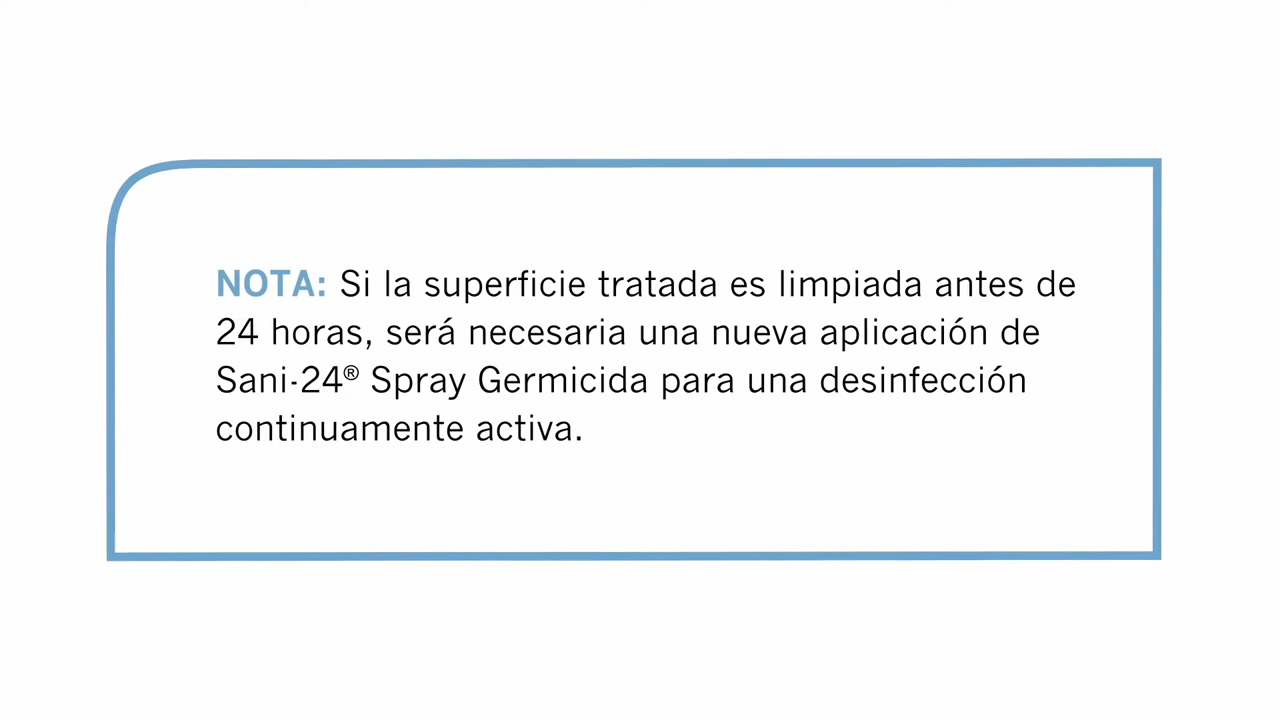 NOTA: Si la superficie tratada es limpiada antes de
24 horas, será necesaria una nueva aplicación de
Sani-24® Spray Germicida para una desinfección
continuamente activa.